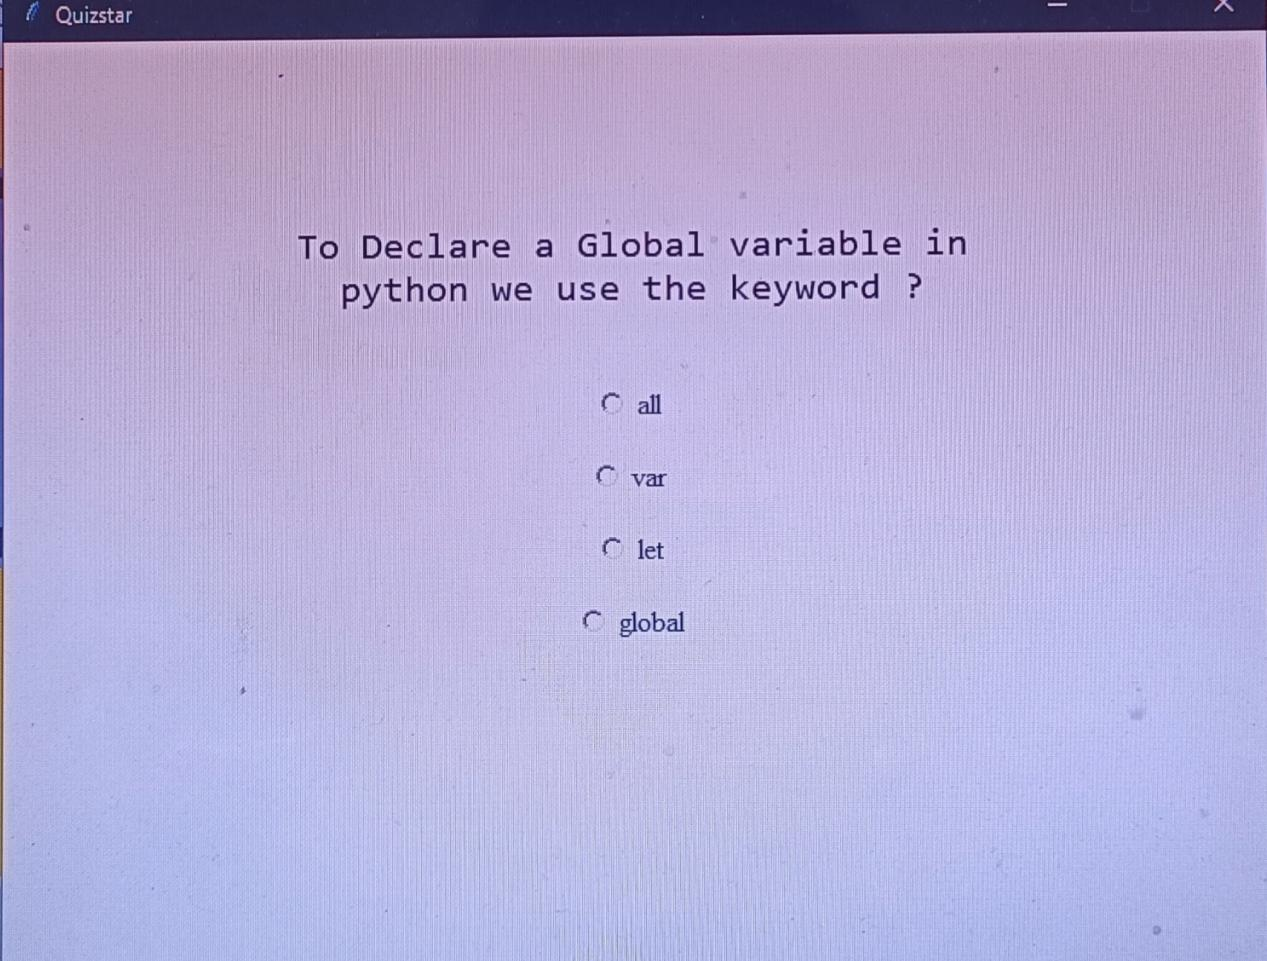 Quizstar
To Declare a Global variable in
python we use the keyword ?
all
var
let
global